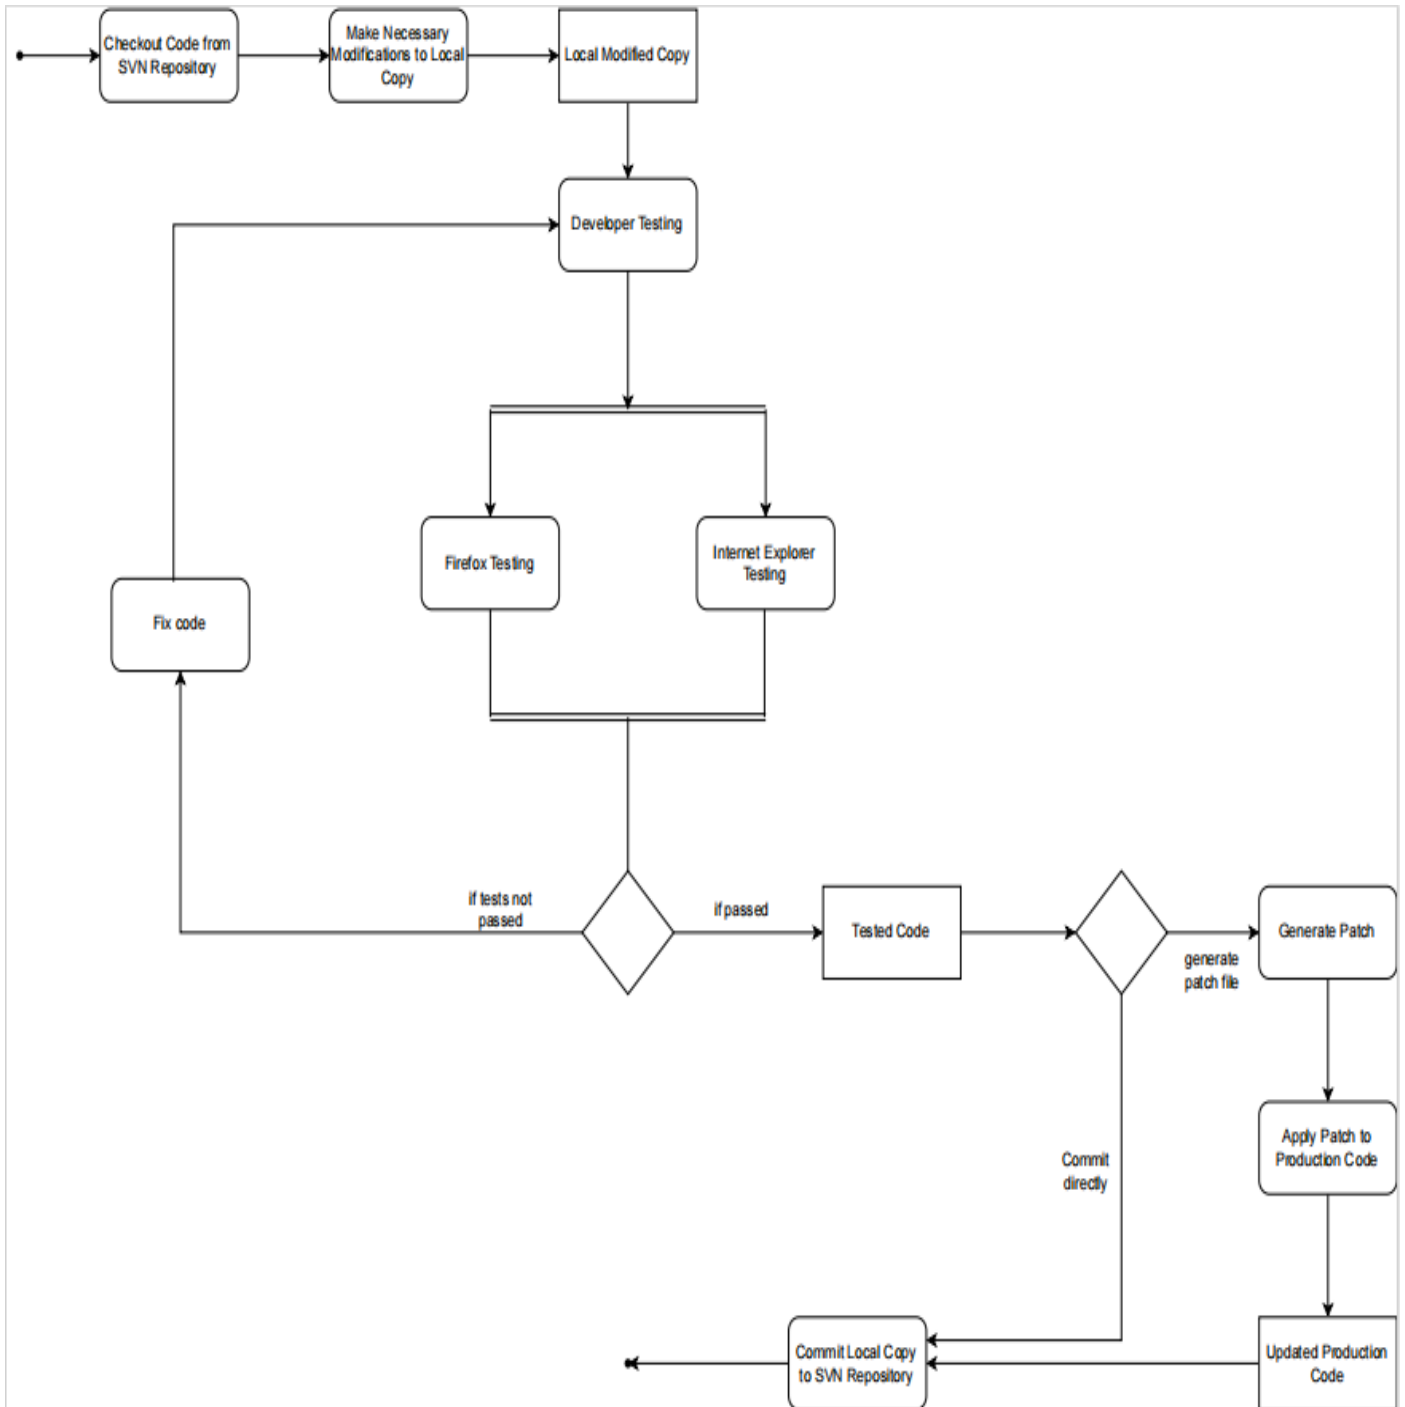 Checkout Code from
SVN Repository
Make Necessary
Modifications to Local
Copy
Local Modified Copy
Developer Testing
Firefox Testing
Internet Explorer
Testing
Fix code
if tests not
passed
if passed
Tested Code
generate
patch file
Generate Patch
Apply Patch to
Production Code
Commit
directly
Commit Local Copy
to SVN Repository
Updated Production
Code